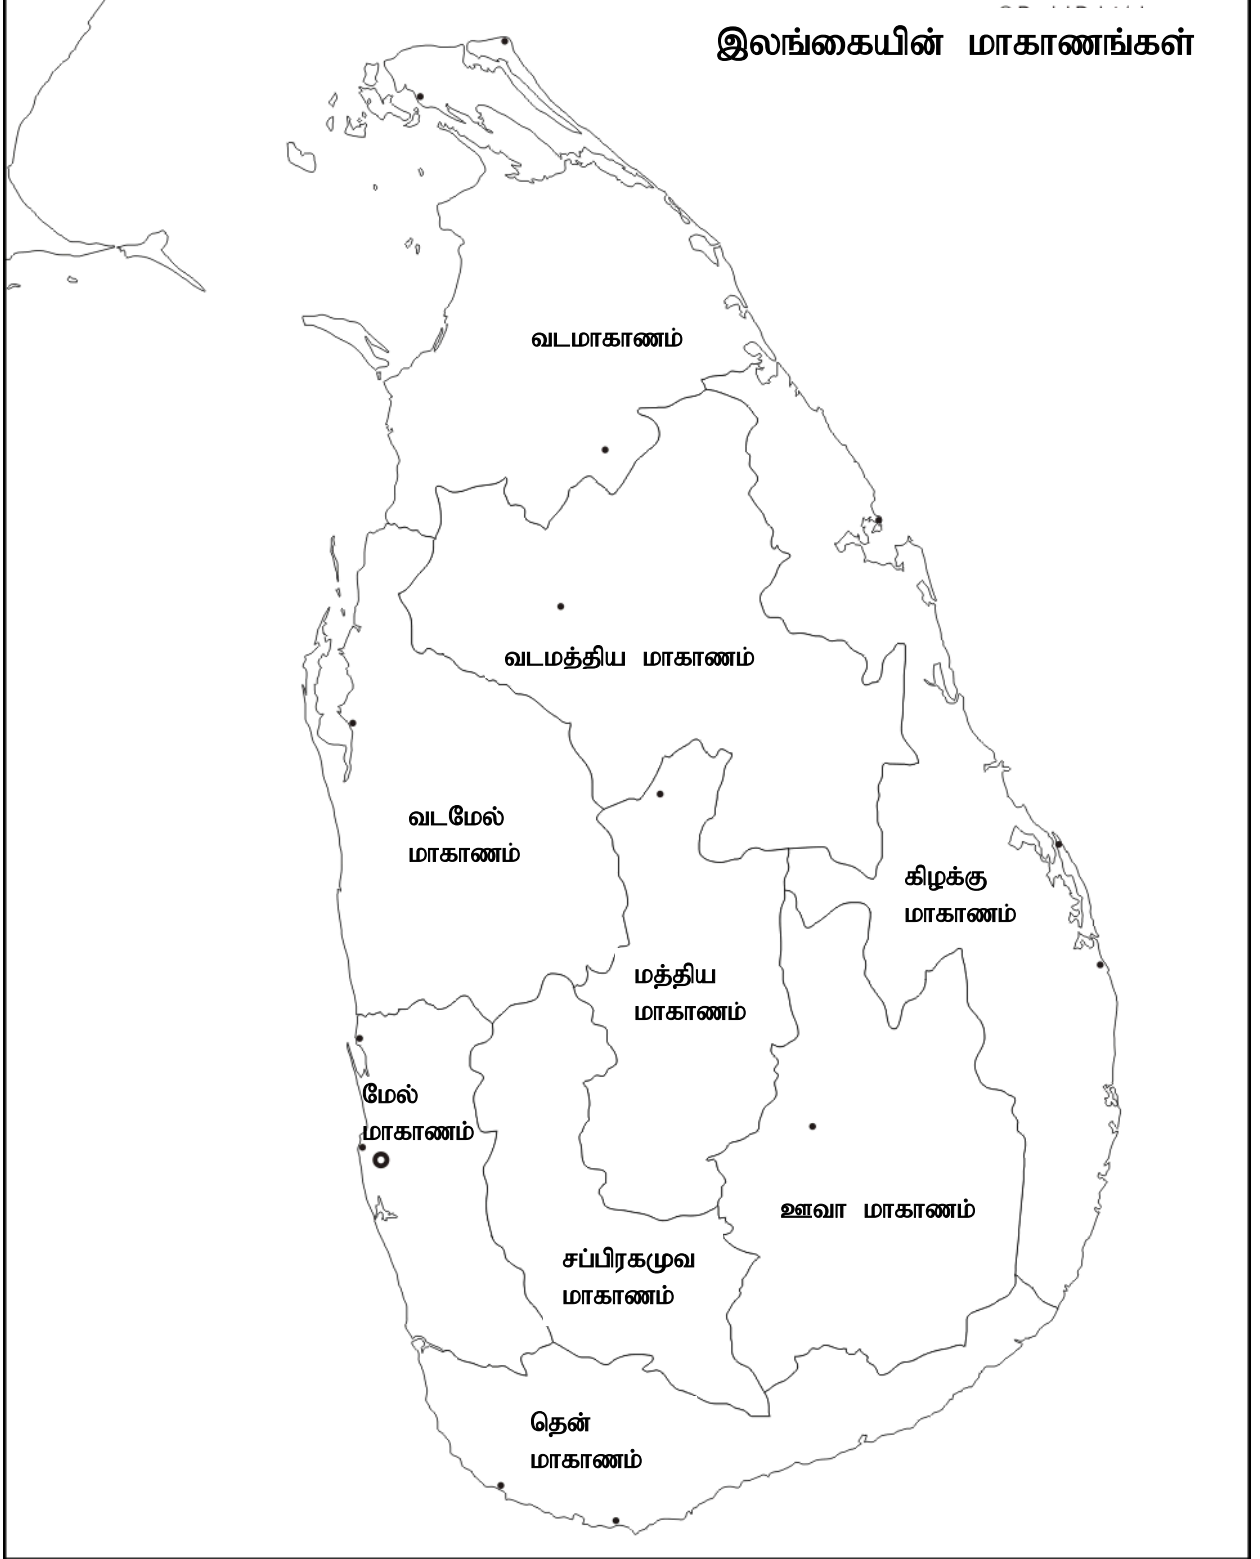 இலங்கையின் மாகாணங்கள்
வடமாகாணம்
வடமத்திய மாகாணம்
வடமேல்
மாகாணம்
கிழக்கு
மாகாணம்
மத்திய
மாகாணம்
மேல்
மாகாணம்
ஊவா மாகாணம்
சப்பிரகமுவ
மாகாணம்
தென்
மாகாணம்